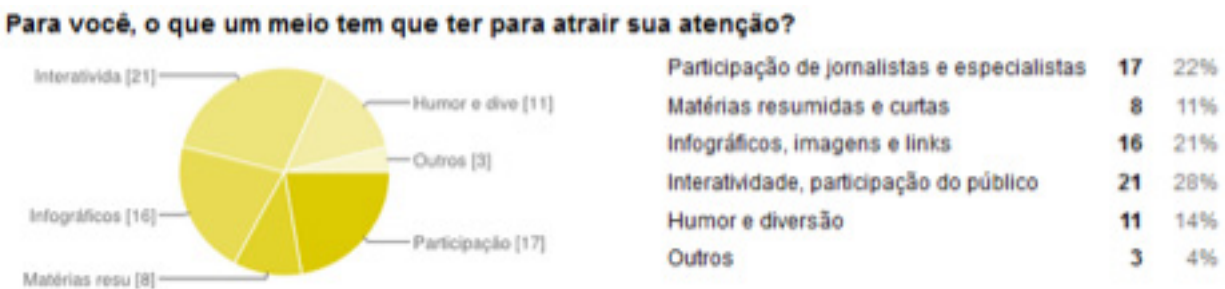 Para você, o que um meio tem que ter para atrair sua atenção?
Interativida [21]
Humor e dive [11]
Outros [3]
Infográficos [16]
Participação [17]
Matérias resu [8]
Participação de jornalistas e especialistas 17 22%
Matérias resumidas e curtas 8 11%
Infográficos, imagens e links 16 21%
Interatividade, participação do público 21 28%
Humor e diversão 11 14%
Outros 3 4%